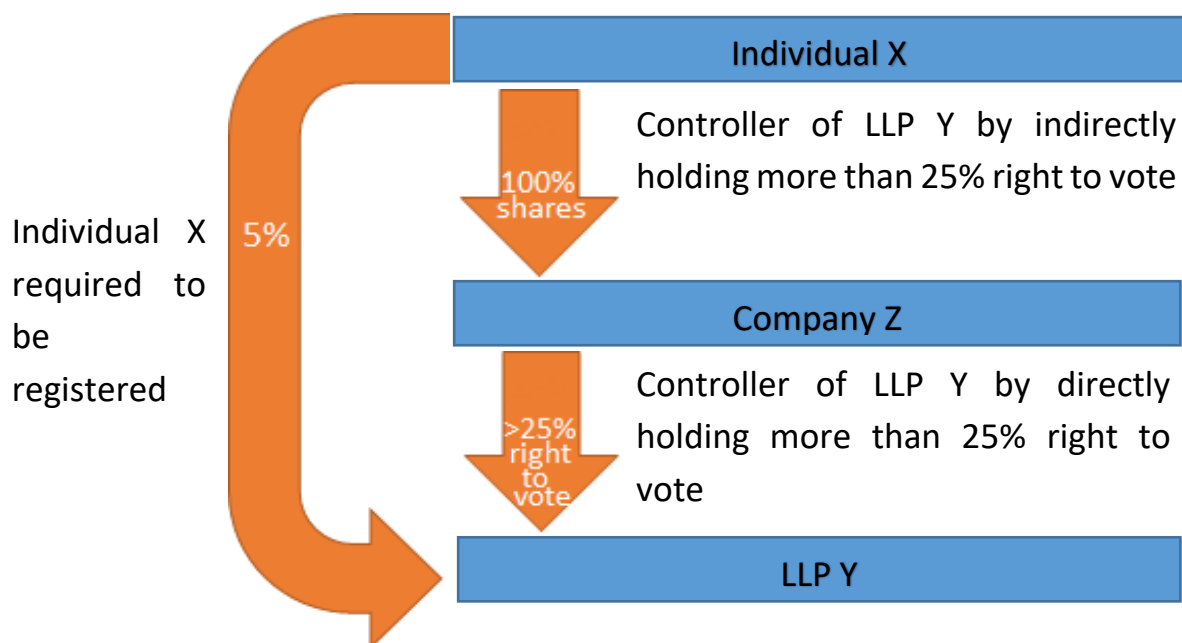 Individual X
Controller of LLP Y by indirectly
holding more than 25% right to vote
100%
shares
Individual X
required to
be
registered
5%
Company Z
Controller of LLP Y by directly
holding more than 25% right to
vote
>25%
right
to
vote
LLP Y